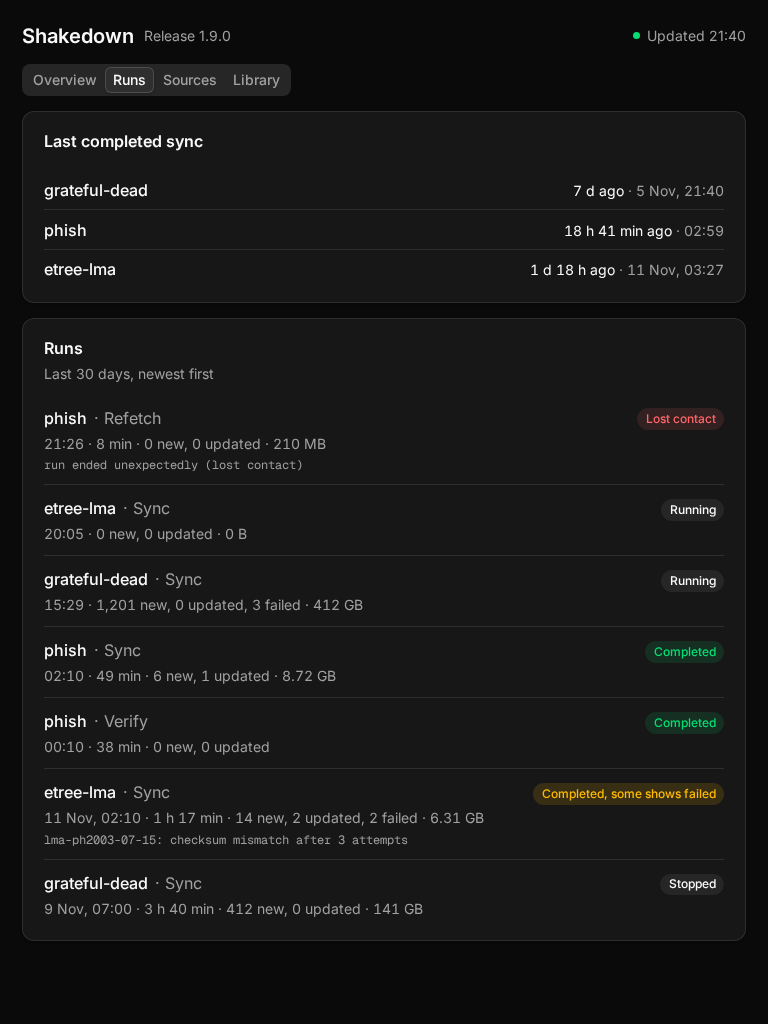 Shakedown Release 1.9.0
Updated 21:40
Overview Runs Sources Library
Last completed sync
grateful-dead
7 d ago · 5 Nov, 21:40
phish
18 h 41 min ago · 02:59
etree-lma
1 d 18 h ago · 11 Nov, 03:27
Runs
Last 30 days, newest first
phish · Refetch
Lost contact
21:26 · 8 min · 0 new, 0 updated · 210 MB
run ended unexpectedly (lost contact)
etree-lma · Sync
Running
20:05 · 0 new, 0 updated · 0 B
grateful-dead · Sync
Running
15:29 · 1,201 new, 0 updated, 3 failed · 412 GB
phish · Sync
Completed
02:10 · 49 min · 6 new, 1 updated · 8.72 GB
phish · Verify
Completed
00:10 · 38 min · 0 new, 0 updated
etree-lma · Sync
Completed, some shows failed
11 Nov, 02:10 · 1 h 17 min · 14 new, 2 updated, 2 failed · 6.31 GB
lma-ph2003-07-15: checksum mismatch after 3 attempts
grateful-dead · Sync
Stopped
9 Nov, 07:00 · 3 h 40 min · 412 new, 0 updated · 141 GB